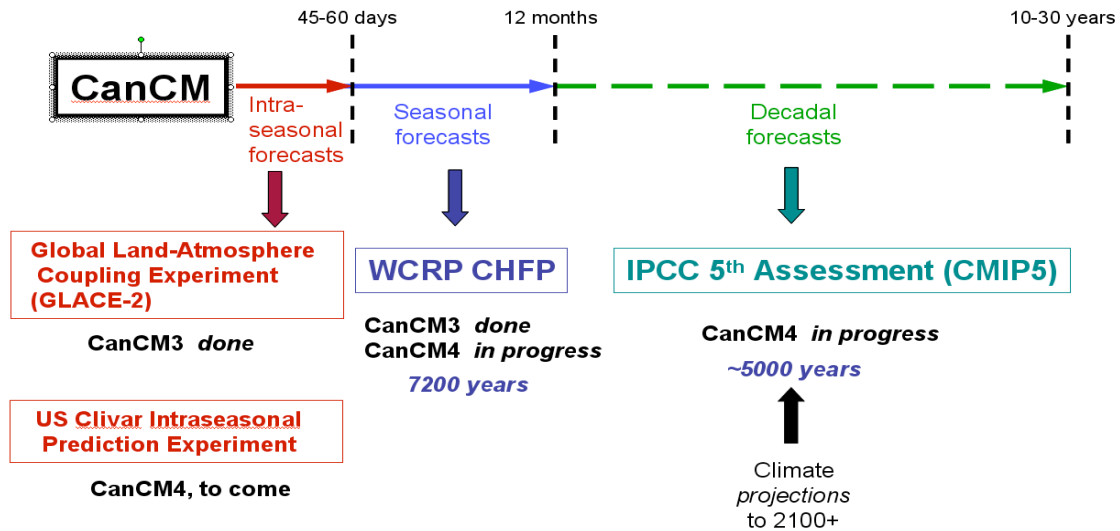 45-60 days
12 months
10-30 years
CanCM
Intra-
seasonal
forecasts
Seasonal
forecasts
Decadal
forecasts
Global Land-Atmosphere
Coupling Experiment
(GLACE-2)
CanCM3 done
WCRP CHFP
CanCM3 done
CanCM4 in progress
7200 years
IPCC 5th Assessment (CMIP5)
CanCM4 in progress
~5000 years
US Clivar Intraseasonal
Prediction Experiment
CanCM4, to come
Climate
projections
to 2100+